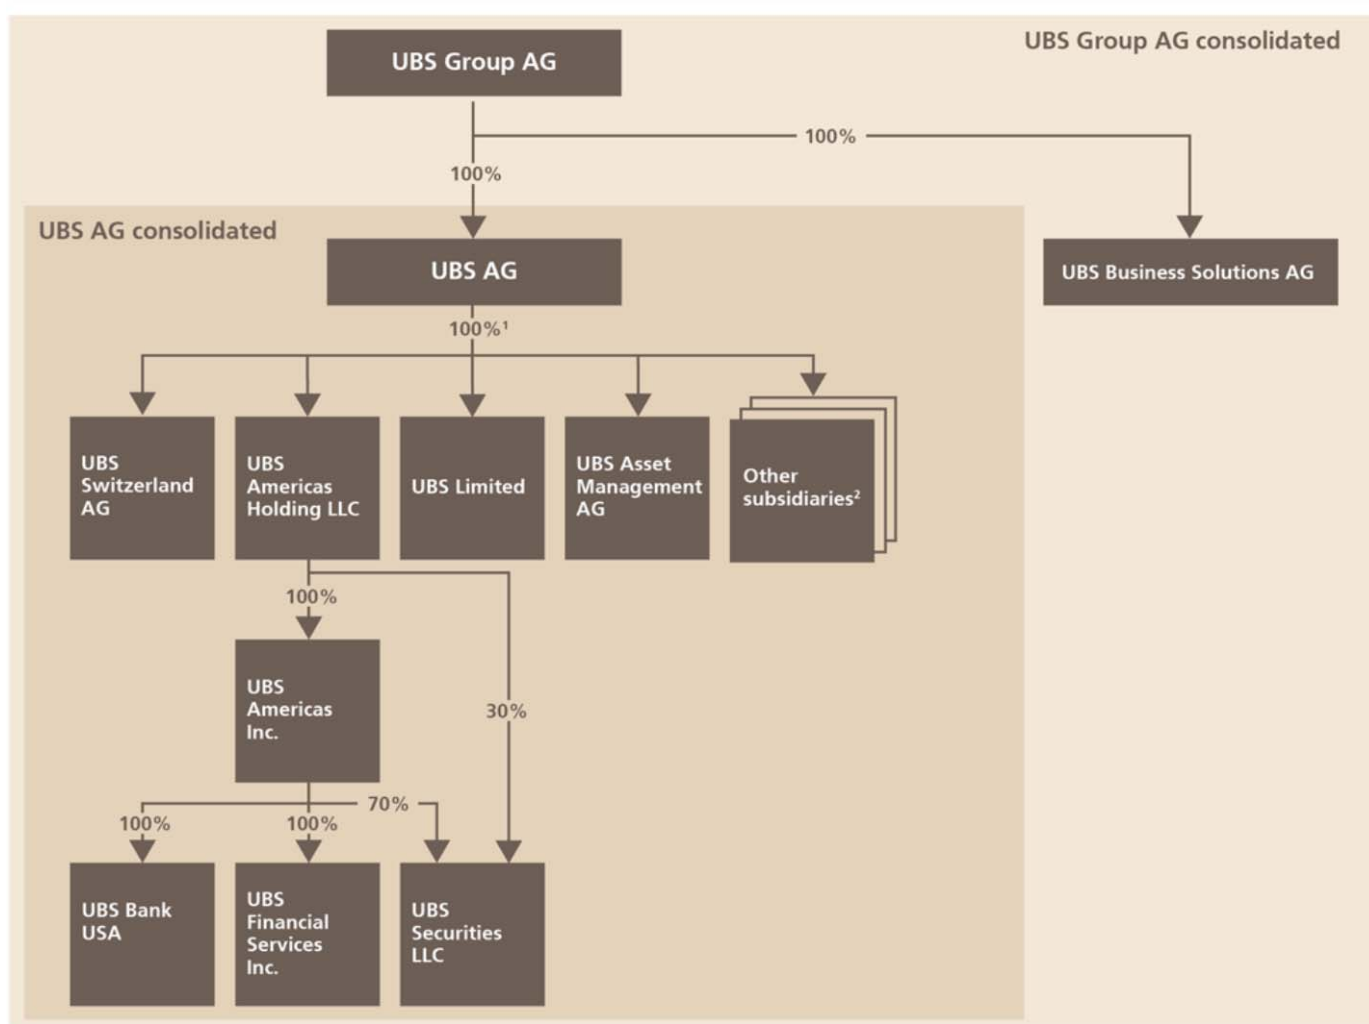 UBS Group AG consolidated
UBS Group AG
100%
100%
UBS AG consolidated
UBS AG
UBS Business Solutions AG
100%¹
UBS
Switzerland
AG
UBS
Americas
Holding LLC
UBS Limited
UBS Asset
Management
AG
Other
subsidiaries²
100%
UBS
Americas
Inc.
30%
70%
100%
100%
UBS Bank
USA
UBS
Financial
Services
Inc.
UBS
Securities
LLC